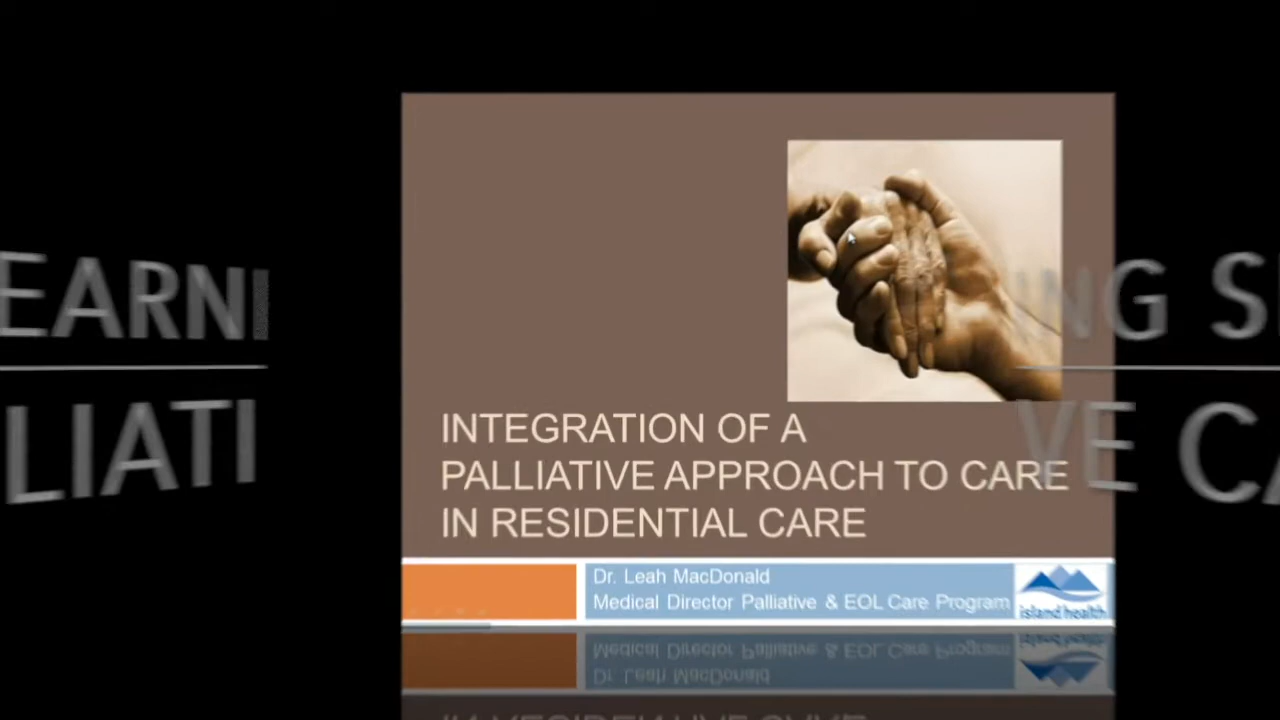 EARNI
ING S
LIATI
VE CA
INTEGRATION OF A
PALLIATIVE APPROACH TO CARE
IN RESIDENTIAL CARE
Dr. Leah MacDonald
Medical Director Palliative & EOL Care Program
island health